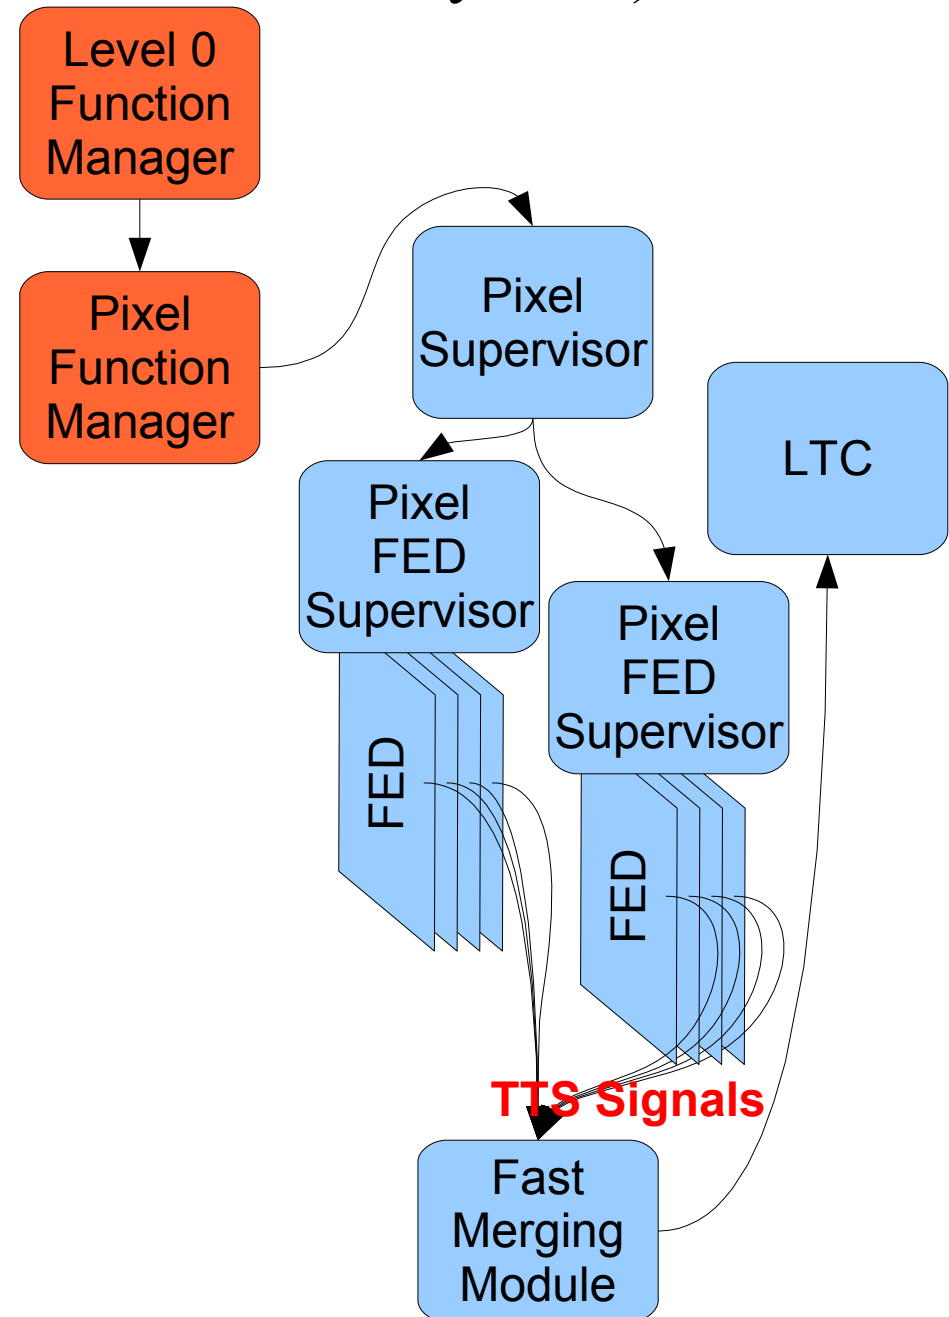 Level 0
Function
Manager
Pixel
Function
Manager
Pixel
Supervisor
LTC
Pixel
FED
Supervisor
Pixel
FED
Supervisor
FED
FED
TTS Signals
Fast
Merging
Module